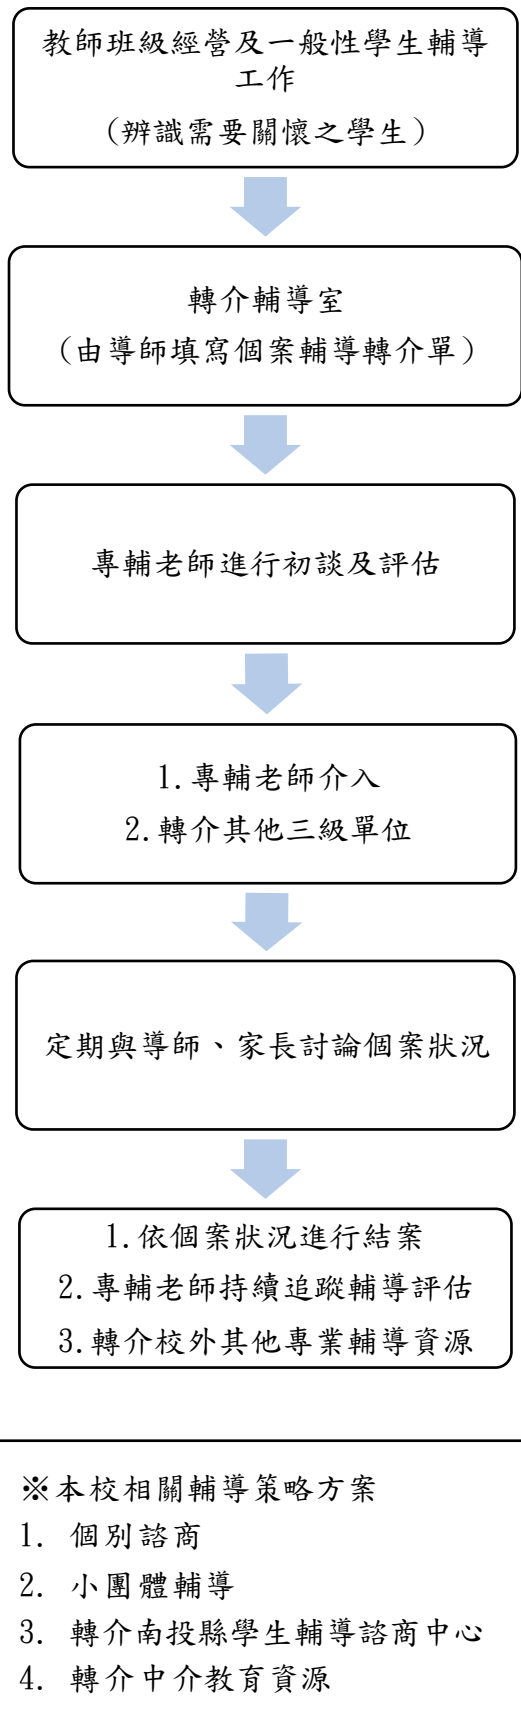 教師班級經營及一般性學生輔導
工作
(辨識需要關懷之學生)
轉介輔導室
(由導師填寫個案輔導轉介單)
專輔老師進行初談及評估
1.專輔老師介入
2.轉介其他三級單位
定期與導師、家長討論個案狀況
1.依個案狀況進行結案
2.專輔老師持續追蹤輔導評估
3.轉介校外其他專業輔導資源
※本校相關輔導策略方案
1. 個別諮商
2. 小團體輔導
3. 轉介南投縣學生輔導諮商中心
4. 轉介中介教育資源